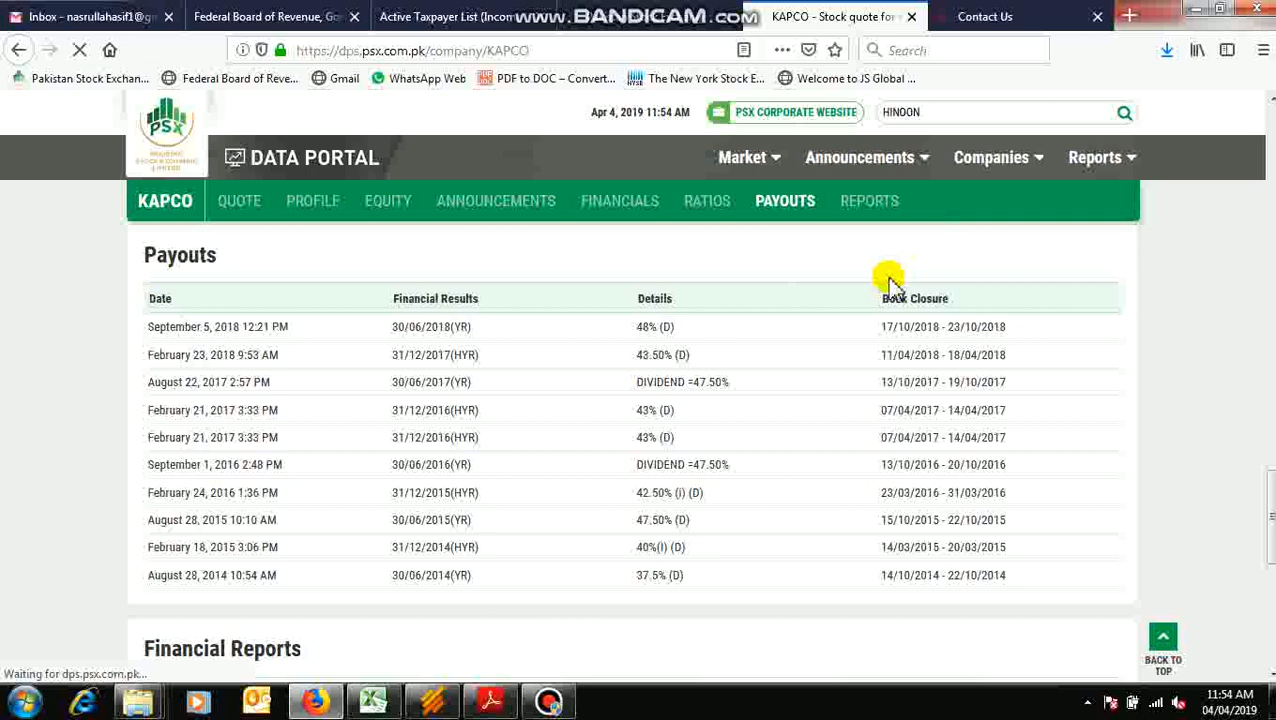 Inbox - nasrullahasif1@gm
Federal Board of Revenue, Go
Active Taxpayer List (Incom
www.BANDICAM.com
KAPCO - Stock quote for
Contact Us
https://dps.psx.com.pk/company/KAPCO
Search
Pakistan Stock Exchan...
Federal Board of Reve...
Gmail
WhatsApp Web
PDF to DOC – Convert...
The New York Stock E...
Welcome to JS Global ...
PSX
Apr 4, 2019 11:54 AM
PSX CORPORATE WEBSITE
HINOON
DATA PORTAL
Market
Announcements
Companies
Reports
KAPCO
QUOTE
PROFILE
EQUITY
ANNOUNCEMENTS
FINANCIALS
RATIOS
PAYOUTS
REPORTS
Payouts
Date Financial Results Details Book Closure
September 5, 2018 12:21 PM 30/06/2018(YR) 48% (D) 17/10/2018 - 23/10/2018
February 23, 2018 9:53 AM 31/12/2017(HYR) 43.50% (D) 11/04/2018 - 18/04/2018
August 22, 2017 2:57 PM 30/06/2017(YR) DIVIDEND =47.50% 13/10/2017 - 19/10/2017
February 21, 2017 3:33 PM 31/12/2016(HYR) 43% (D) 07/04/2017 - 14/04/2017
February 21, 2017 3:33 PM 31/12/2016(HYR) 43% (D) 07/04/2017 - 14/04/2017
September 1, 2016 2:48 PM 30/06/2016(YR) DIVIDEND =47.50% 13/10/2016 - 20/10/2016
February 24, 2016 1:36 PM 31/12/2015(HYR) 42.50% (i) (D) 23/03/2016 - 31/03/2016
August 28, 2015 10:10 AM 30/06/2015(YR) 47.50% (D) 15/10/2015 - 22/10/2015
February 18, 2015 3:06 PM 31/12/2014(HYR) 40%(I) (D) 14/03/2015 - 20/03/2015
August 28, 2014 10:54 AM 30/06/2014(YR) 37.5% (D) 14/10/2014 - 22/10/2014
Financial Reports
BACK TO
TOP
Waiting for dps.psx.com.pk...
11:54 AM
04/04/2019